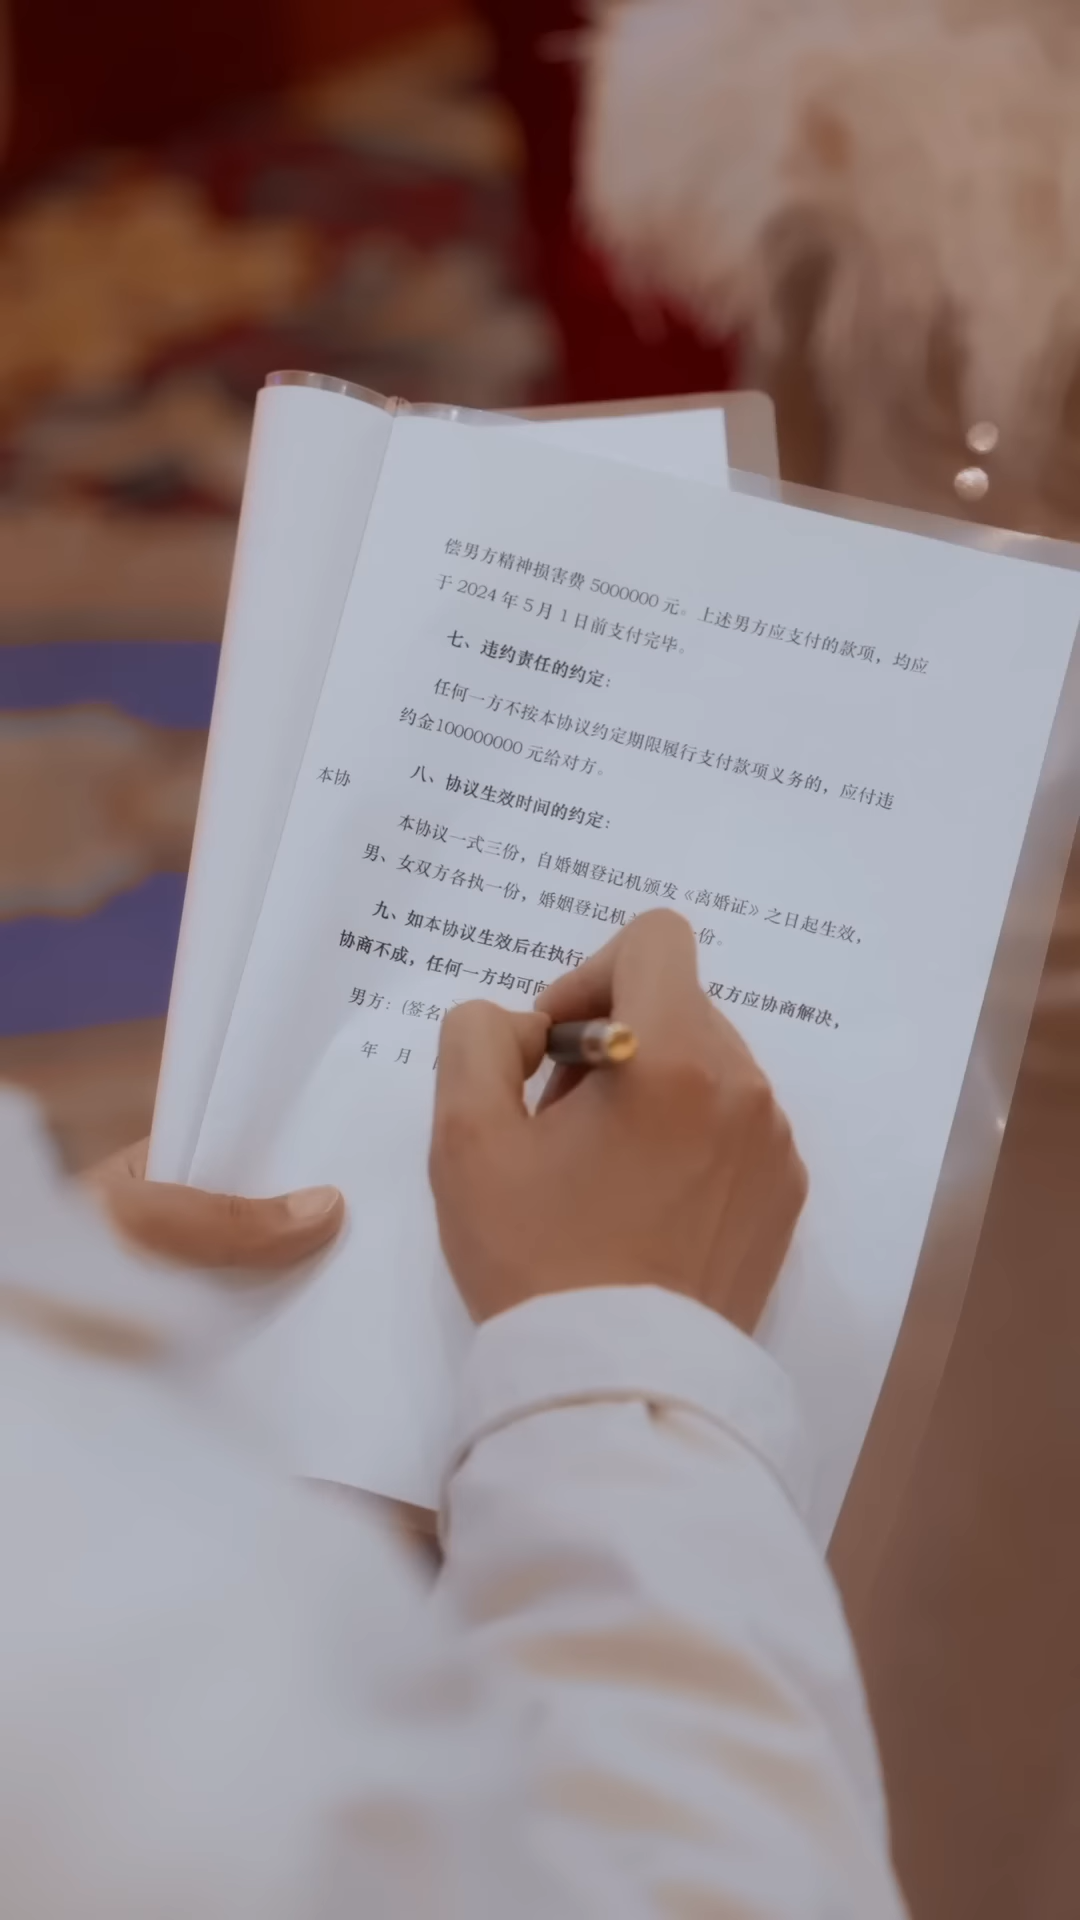 偿男方精神损害费 5000000 元。上述男方应支付的款项，均应
于 2024 年 5 月 1 日前支付完毕。
七、违约责任的约定：
任何一方不按本协议约定期限履行支付款项义务的，应付违
约金100000000 元给对方。
八、协议生效时间的约定：
本协议一式三份，自婚姻登记机颁发《离婚证》之日起生效，
男、女双方各执一份，婚姻登记机 一份。
九、如本协议生效后在执行 双方应协商解决，
协商不成，任何一方均可向
男方：(签名)
年 月
本协